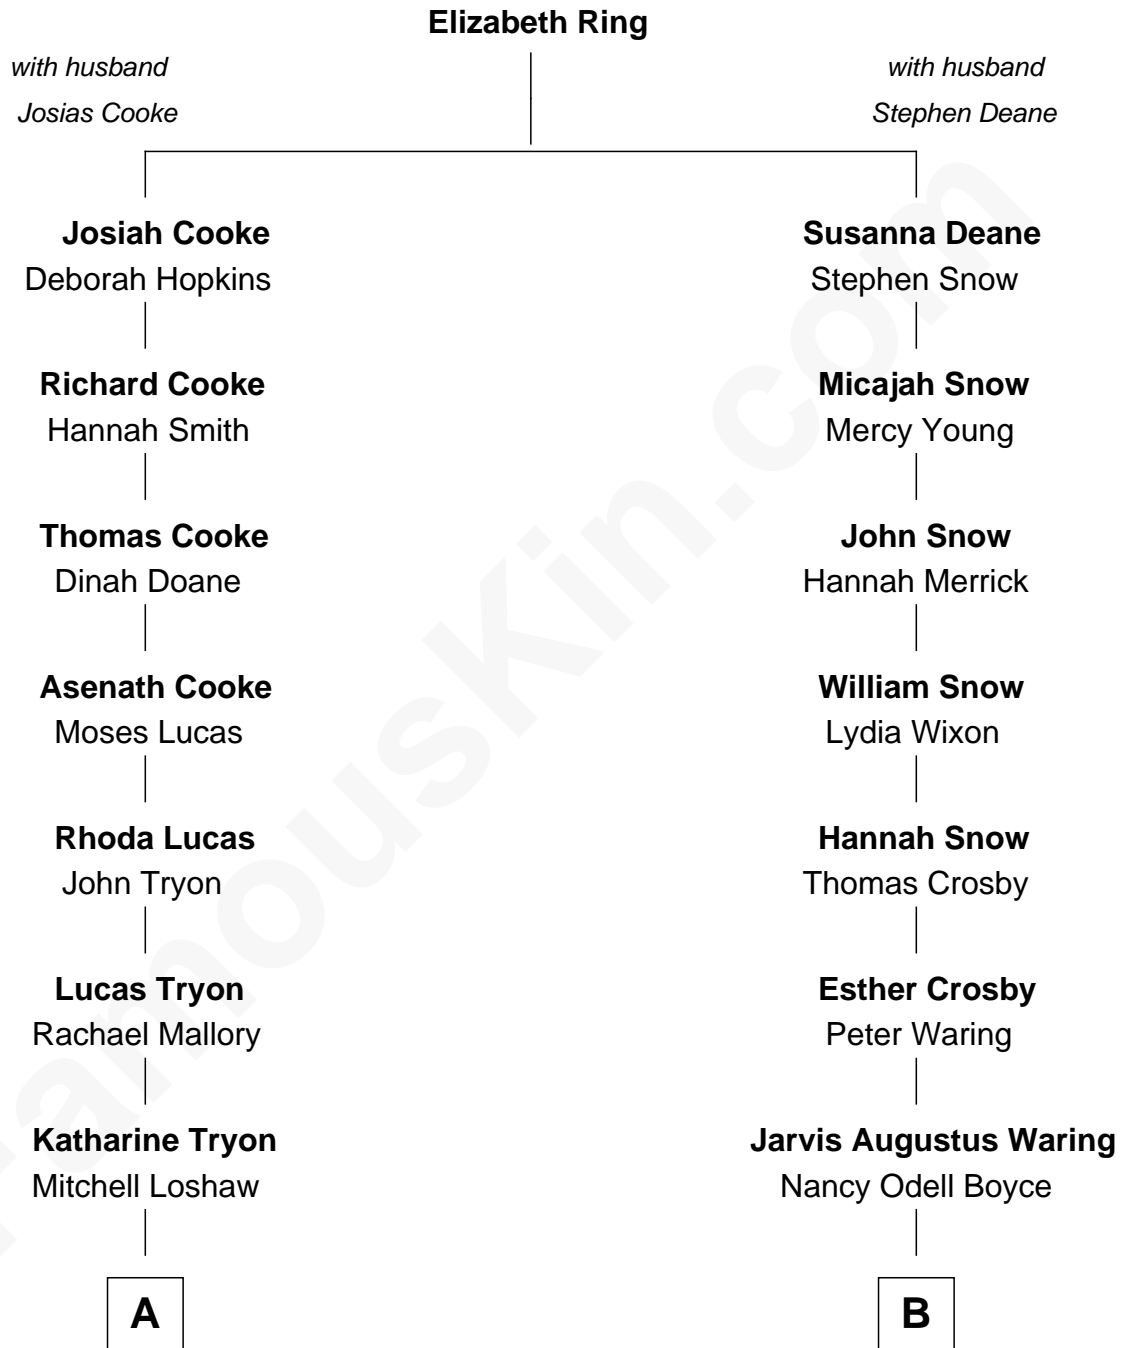 Elizabeth Ring
with husband
Josias Cooke
with husband
Stephen Deane
Josiah Cooke
Deborah Hopkins
Susanna Deane
Stephen Snow
Richard Cooke
Hannah Smith
Micajah Snow
Mercy Young
Thomas Cooke
Dinah Doane
John Snow
Hannah Merrick
Asenath Cooke
Moses Lucas
William Snow
Lydia Wixon
Rhoda Lucas
John Tryon
Hannah Snow
Thomas Crosby
Lucas Tryon
Rachael Mallory
Esther Crosby
Peter Waring
Katharine Tryon
Mitchell Loshaw
Jarvis Augustus Waring
Nancy Odell Boyce
A
B
FamousKin.com